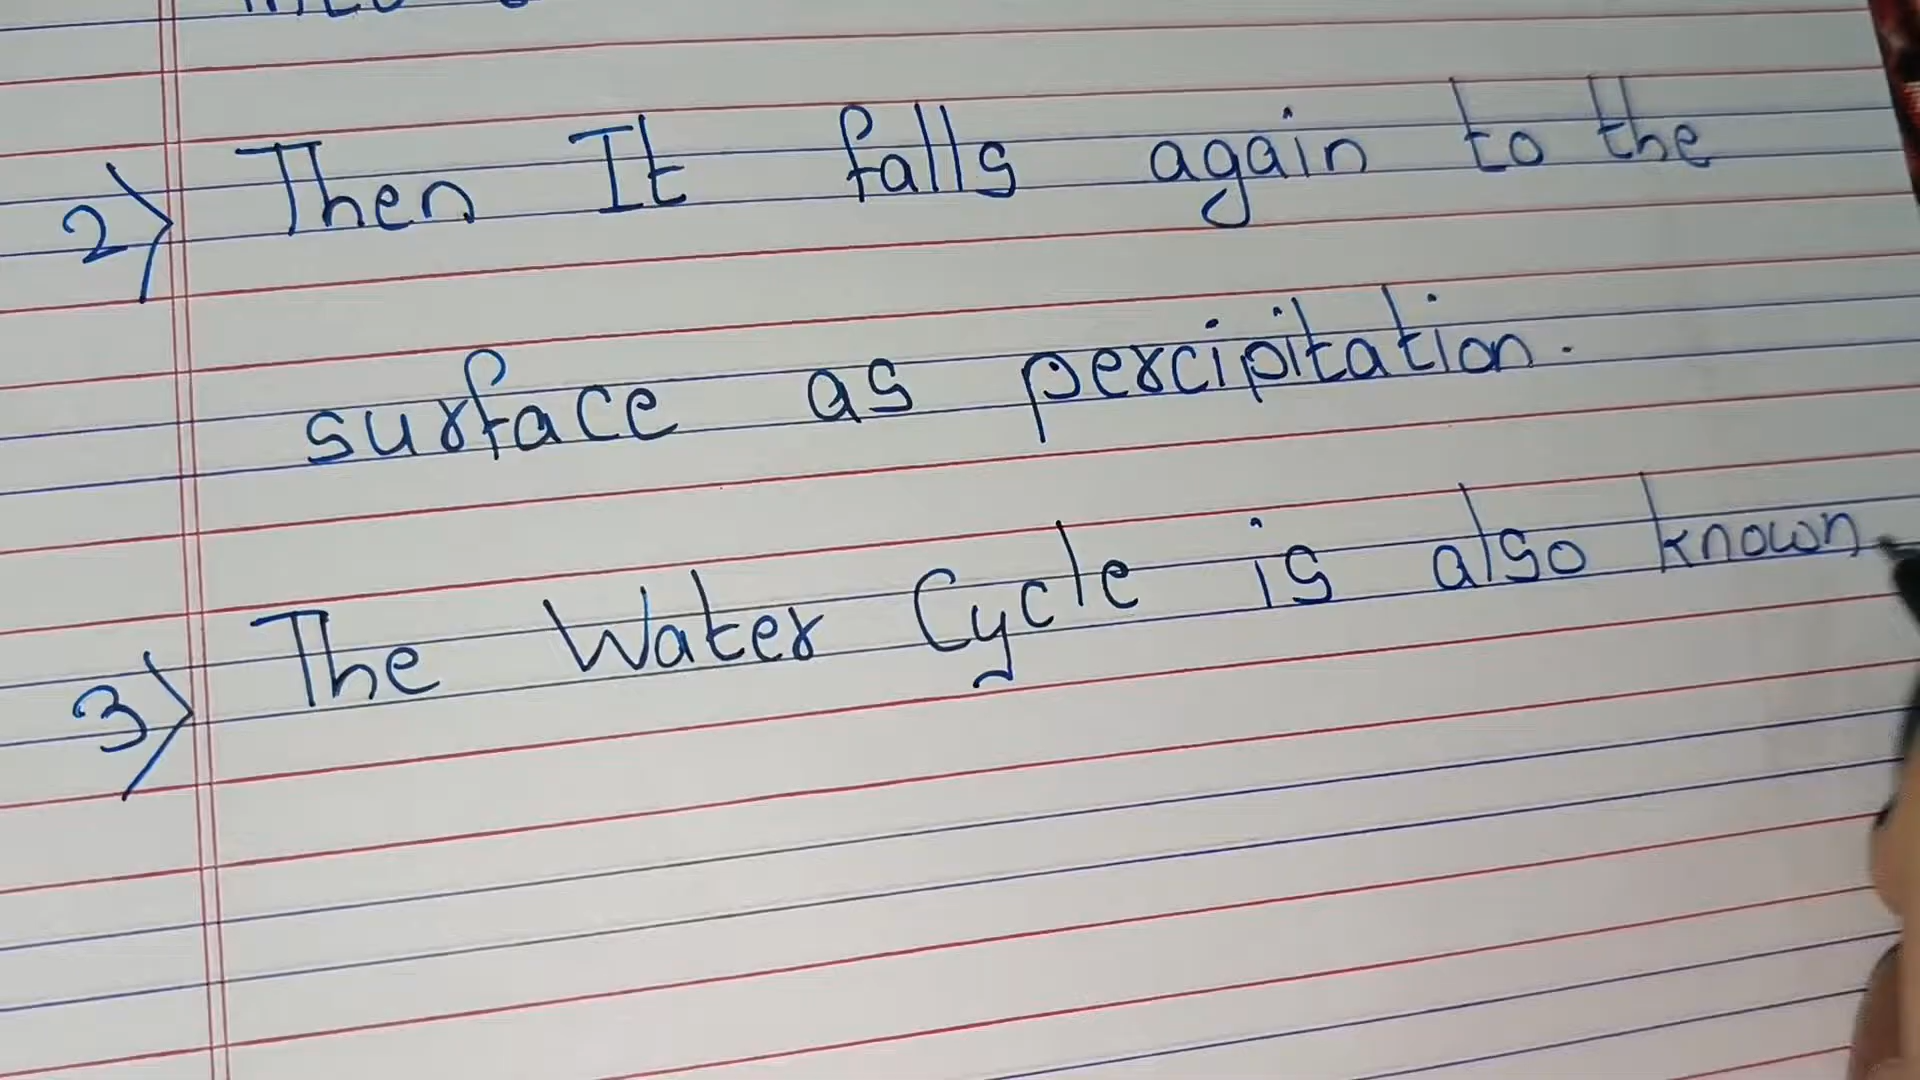 2) Then It falls again to the
surface as percipitation.
3) The Water Cycle is also known